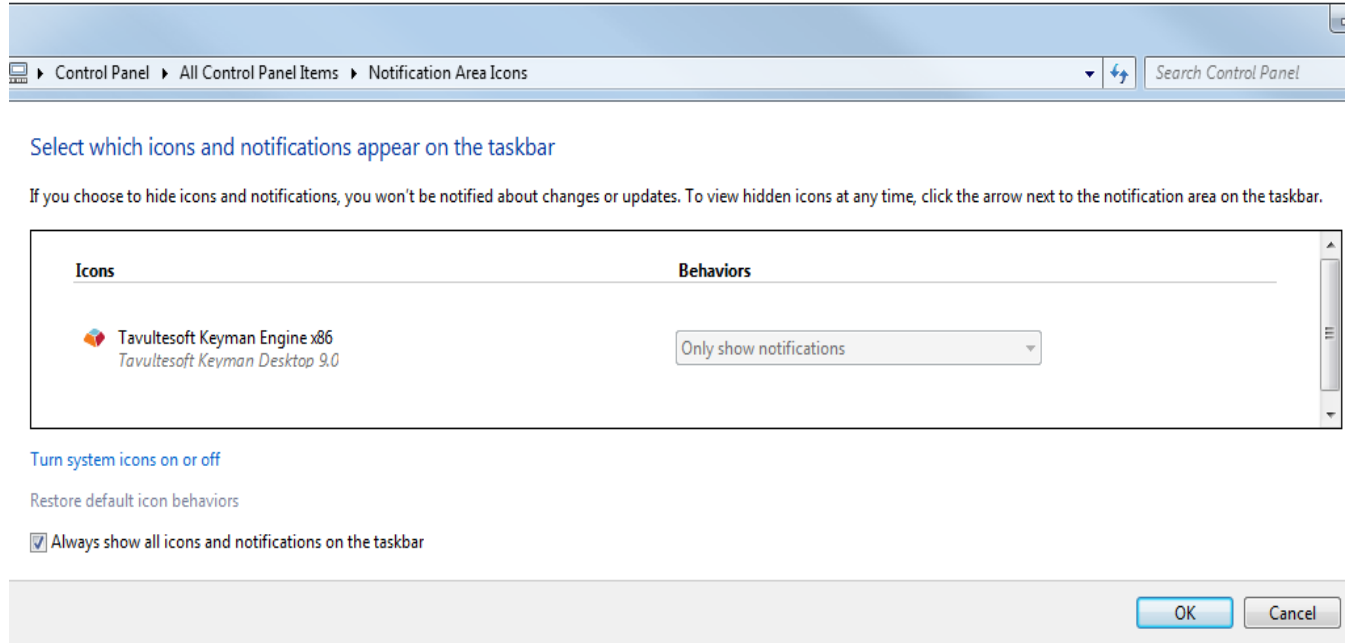 Control Panel ▸ All Control Panel Items ▸ Notification Area Icons
Search Control Panel
Select which icons and notifications appear on the taskbar
If you choose to hide icons and notifications, you won't be notified about changes or updates. To view hidden icons at any time, click the arrow next to the notification area on the taskbar.
Icons
Behaviors
Tavultesoft Keyman Engine x86
Tavultesoft Keyman Desktop 9.0
Only show notifications
Turn system icons on or off
Restore default icon behaviors
Always show all icons and notifications on the taskbar
OK
Cancel